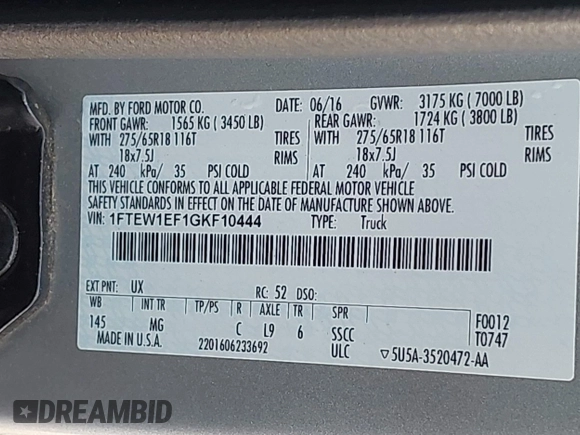 MFD. BY FORD MOTOR CO. DATE: 06/16 GVWR: 3175 KG ( 7000 LB)
FRONT GAWR: 1565 KG ( 3450 LB) REAR GAWR: 1724 KG ( 3800 LB)
WITH 275/65R18 116T TIRES WITH 275/65R18 116T TIRES
18x7.5J RIMS 18x7.5J RIMS
AT 240 kPa/ 35 PSI COLD AT 240 kPa/ 35 PSI COLD
THIS VEHICLE CONFORMS TO ALL APPLICABLE FEDERAL MOTOR VEHICLE
SAFETY STANDARDS IN EFFECT ON THE DATE OF MANUFACTURE SHOWN ABOVE.
VIN: 1FTEW1EF1GKF10444 TYPE: Truck
EXT PNT: UX RC: 52 DSO:
WB INT TR TP/PS R AXLE TR SPR F0012
145 MG C L9 6 SSCC T0747
MADE IN U.S.A. 2201606233692 ULC ▽5U5A-3520472-AA
DREAMBID